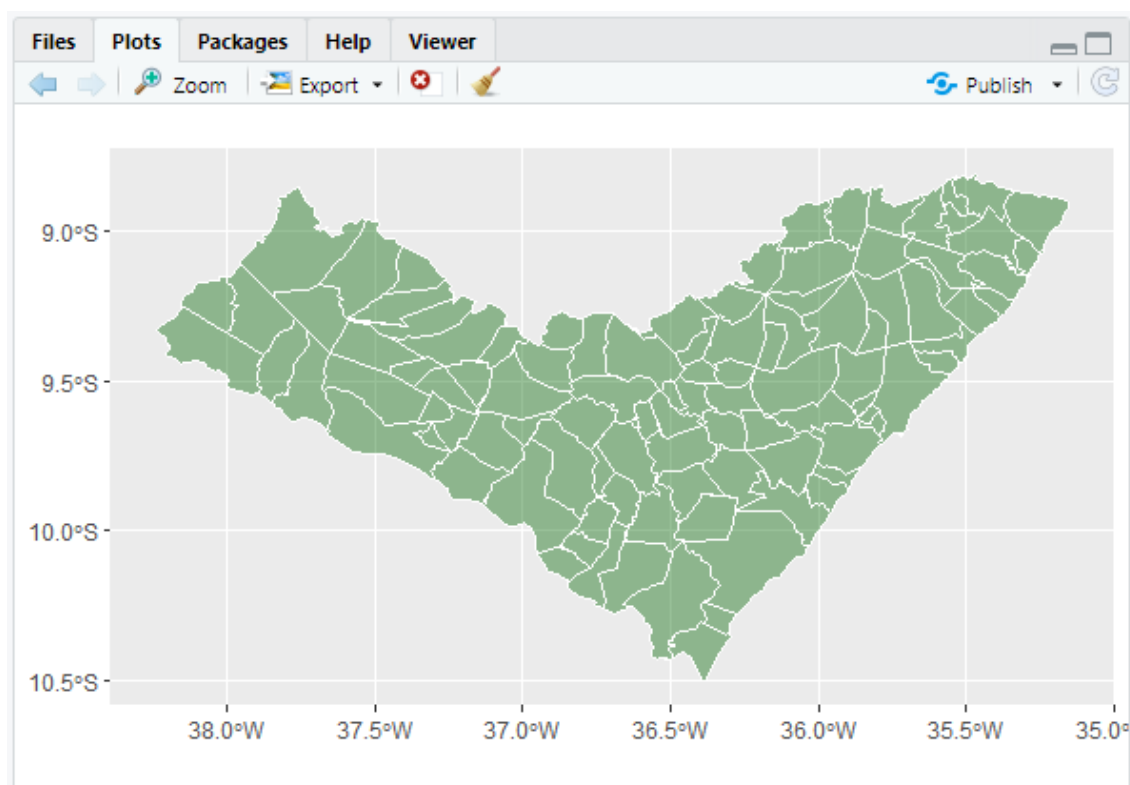 Files Plots Packages Help Viewer
Zoom Export Publish
9.0°S
9.5°S
10.0°S
10.5°S
38.0°W 37.5°W 37.0°W 36.5°W 36.0°W 35.5°W 35.0°